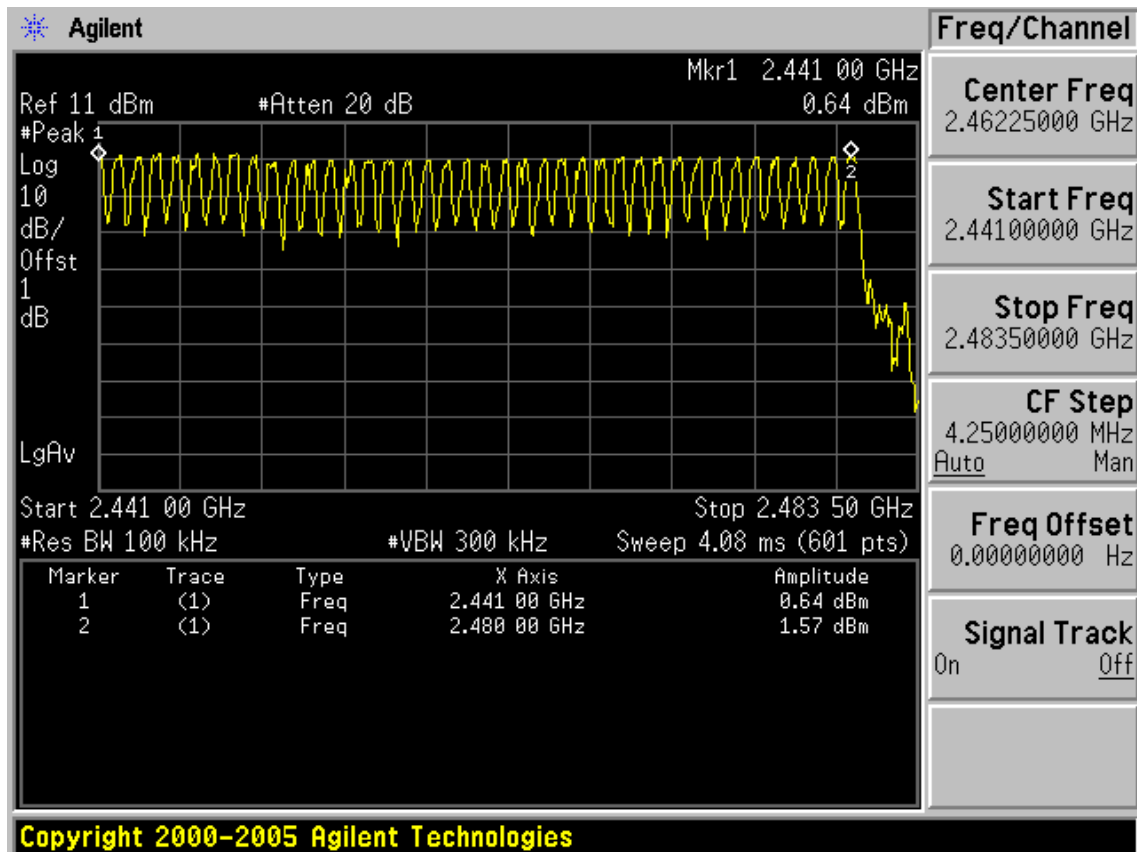 Agilent
Freq/Channel
Mkr1 2.441 00 GHz
Ref 11 dBm #Atten 20 dB 0.64 dBm
#Peak
Log
10
dB/
Offst
1
dB
LgAv
1
2
Start 2.441 00 GHz Stop 2.483 50 GHz
#Res BW 100 kHz #VBW 300 kHz Sweep 4.08 ms (601 pts)
Marker Trace Type X Axis Amplitude
1 (1) Freq 2.441 00 GHz 0.64 dBm
2 (1) Freq 2.480 00 GHz 1.57 dBm
Center Freq
2.46225000 GHz
Start Freq
2.44100000 GHz
Stop Freq
2.48350000 GHz
CF Step
4.25000000 MHz
Auto Man
Freq Offset
0.00000000 Hz
Signal Track
On Off
Copyright 2000-2005 Agilent Technologies